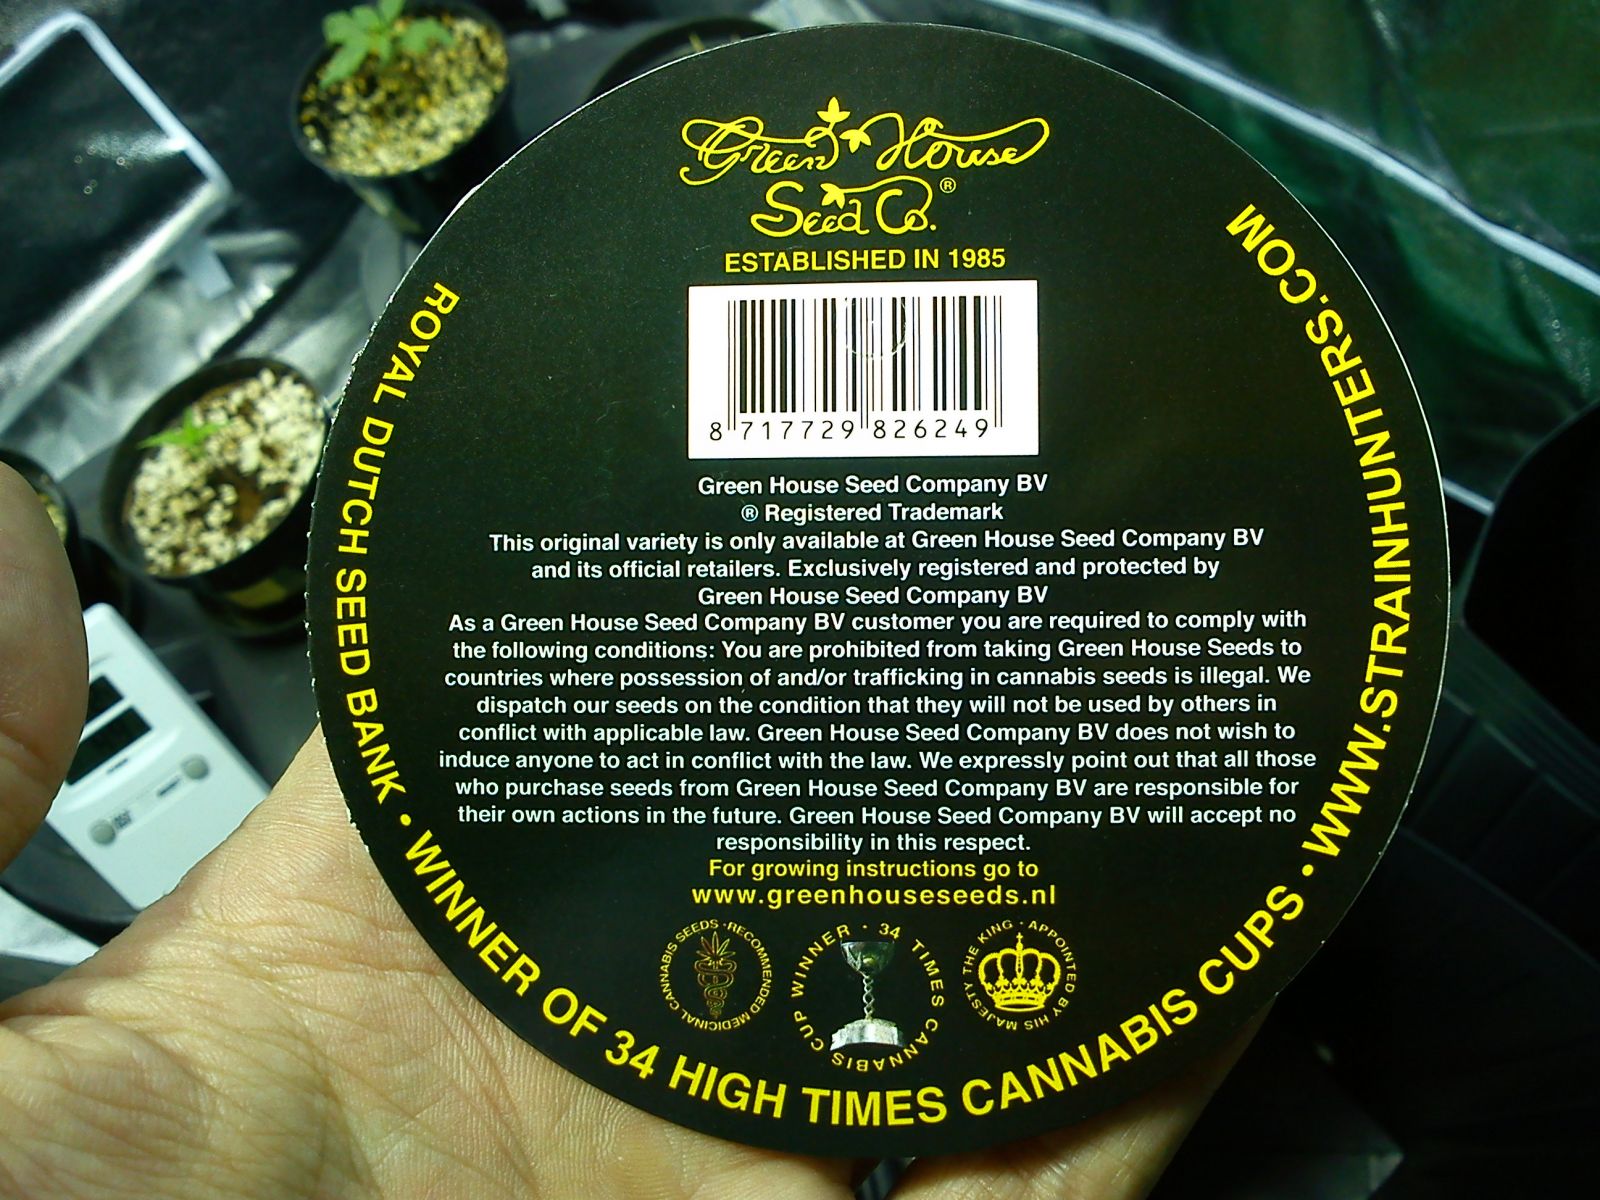 Green House
Seed Co.®
ESTABLISHED IN 1985
8 717729 826249
Green House Seed Company BV
® Registered Trademark
This original variety is only available at Green House Seed Company BV
and its official retailers. Exclusively registered and protected by
Green House Seed Company BV
As a Green House Seed Company BV customer you are required to comply with
the following conditions: You are prohibited from taking Green House Seeds to
countries where possession of and/or trafficking in cannabis seeds is illegal. We
dispatch our seeds on the condition that they will not be used by others in
conflict with applicable law. Green House Seed Company BV does not wish to
induce anyone to act in conflict with the law. We expressly point out that all those
who purchase seeds from Green House Seed Company BV are responsible for
their own actions in the future. Green House Seed Company BV will accept no
responsibility in this respect.
For growing instructions go to
www.greenhouseseeds.nl
CANNABIS SEEDS · RECOMMENDED MEDICINAL
CANNABIS CUP WINNER · 34 TIMES
HIS MAJESTY THE KING · APPOINTED BY
ROYAL DUTCH SEED BANK • WINNER OF 34 HIGH TIMES CANNABIS CUPS • WWW.STRAINHUNTERS.COM